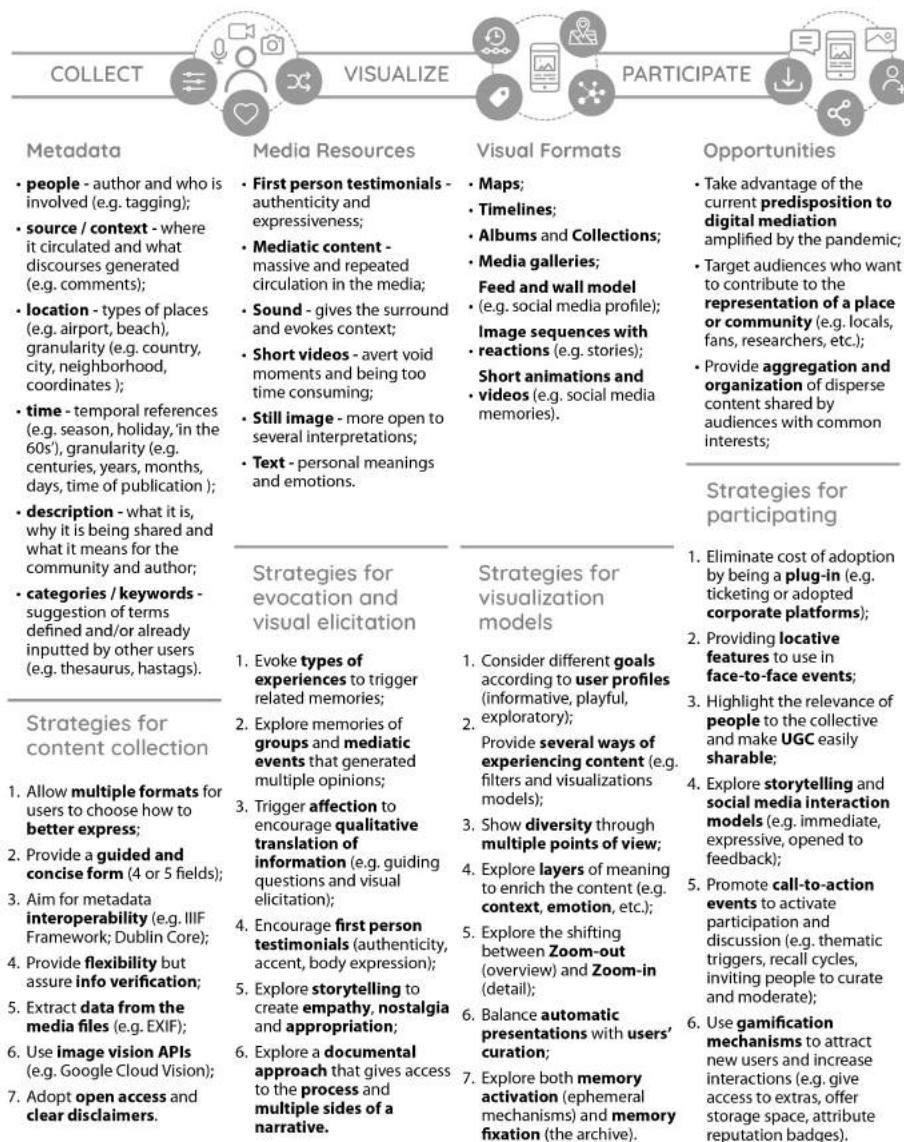 COLLECT
VISUALIZE
PARTICIPATE
Metadata
• people - author and who is
involved (e.g. tagging);
• source / context - where
it circulated and what
discourses generated
(e.g. comments);
• location - types of places
(e.g. airport, beach),
granularity (e.g. country,
city, neighborhood,
coordinates );
• time - temporal references
(e.g. season, holiday, 'in the
60s'), granularity (e.g.
centuries, years, months,
days, time of publication );
• description - what it is,
why it is being shared and
what it means for the
community and author;
• categories / keywords -
suggestion of terms
defined and/or already
inputted by other users
(e.g. thesaurus, hastags).
Strategies for
content collection
1. Allow multiple formats for
users to choose how to
better express;
2. Provide a guided and
concise form (4 or 5 fields);
3. Aim for metadata
interoperability (e.g. IIIF
Framework; Dublin Core);
4. Provide flexibility but
assure info verification;
5. Extract data from the
media files (e.g. EXIF);
6. Use image vision APIs
(e.g. Google Cloud Vision);
7. Adopt open access and
clear disclaimers.
Media Resources
• First person testimonials -
authenticity and
expressiveness;
• Mediatic content -
massive and repeated
circulation in the media;
• Sound - gives the surround
and evokes context;
• Short videos - avert void
moments and being too
time consuming;
• Still image - more open to
several interpretations;
• Text - personal meanings
and emotions.
Strategies for
evocation and
visual elicitation
1. Evoke types of
experiences to trigger
related memories;
2. Explore memories of
groups and mediatic
events that generated
multiple opinions;
3. Trigger affection to
encourage qualitative
translation of
information (e.g. guiding
questions and visual
elicitation);
4. Encourage first person
testimonials (authenticity,
accent, body expression);
5. Explore storytelling to
create empathy, nostalgia
and appropriation;
6. Explore a documental
approach that gives access
to the process and
multiple sides of a
narrative.
Visual Formats
• Maps;
• Timelines;
• Albums and Collections;
• Media galleries;
Feed and wall model
• (e.g. social media profile);
Image sequences with
• reactions (e.g. stories);
Short animations and
• videos (e.g. social media
memories).
Strategies for
visualization
models
1. Consider different goals
according to user profiles
(informative, playful,
exploratory);
2.
Provide several ways of
experiencing content (e.g.
filters and visualizations
models);
3. Show diversity through
multiple points of view;
4. Explore layers of meaning
to enrich the content (e.g.
context, emotion, etc.);
5. Explore the shifting
between Zoom-out
(overview) and Zoom-in
(detail);
6. Balance automatic
presentations with users'
curation;
7. Explore both memory
activation (ephemeral
mechanisms) and memory
fixation (the archive).
Opportunities
• Take advantage of the
current predisposition to
digital mediation
amplified by the pandemic;
• Target audiences who want
to contribute to the
representation of a place
or community (e.g. locals,
fans, researchers, etc.);
• Provide aggregation and
organization of disperse
content shared by
audiences with common
interests;
Strategies for
participating
1. Eliminate cost of adoption
by being a plug-in (e.g.
ticketing or adopted
corporate platforms);
2. Providing locative
features to use in
face-to-face events;
3. Highlight the relevance of
people to the collective
and make UGC easily
sharable;
4. Explore storytelling and
social media interaction
models (e.g. immediate,
expressive, opened to
feedback);
5. Promote call-to-action
events to activate
participation and
discussion (e.g. thematic
triggers, recall cycles,
inviting people to curate
and moderate);
6. Use gamification
mechanisms to attract
new users and increase
interactions (e.g. give
access to extras, offer
storage space, attribute
reputation badges).